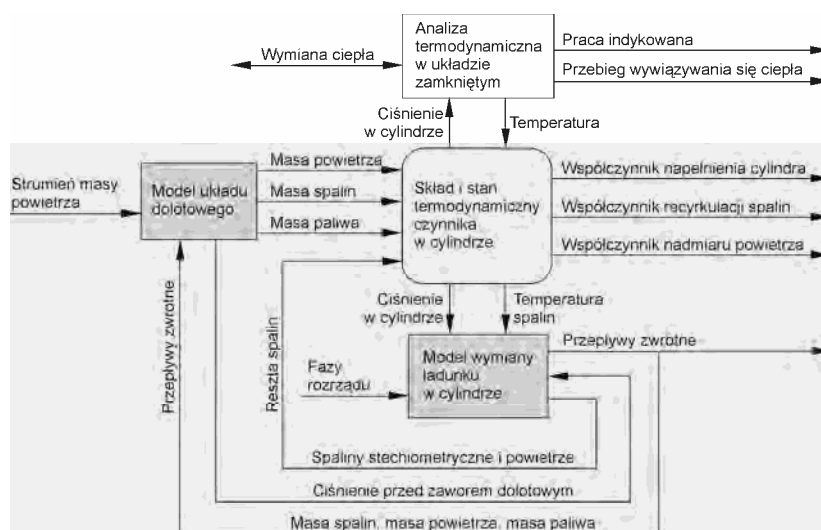 Analiza
termodynamiczna
w układzie
zamkniętym
Wymiana ciepła
Praca indykowana
Przebieg wywiązywania się ciepła
Ciśnienie
w cylindrze
Temperatura
Strumień masy
powietrza
Model układu
dolotowego
Masa powietrza
Masa spalin
Masa paliwa
Skład i stan
termodynamiczny
czynnika
w cylindrze
Współczynnik napełnienia cylindra
Współczynnik recyrkulacji spalin
Współczynnik nadmiaru powietrza
Ciśnienie
w cylindrze
Temperatura
spalin
Przepływy zwrotne
Reszta spalin
Fazy
rozrządu
Model wymiany
ładunku
w cylindrze
Przepływy zwrotne
Spaliny stechiometryczne i powietrze
Ciśnienie przed zaworem dolotowym
Masa spalin, masa powietrza, masa paliwa